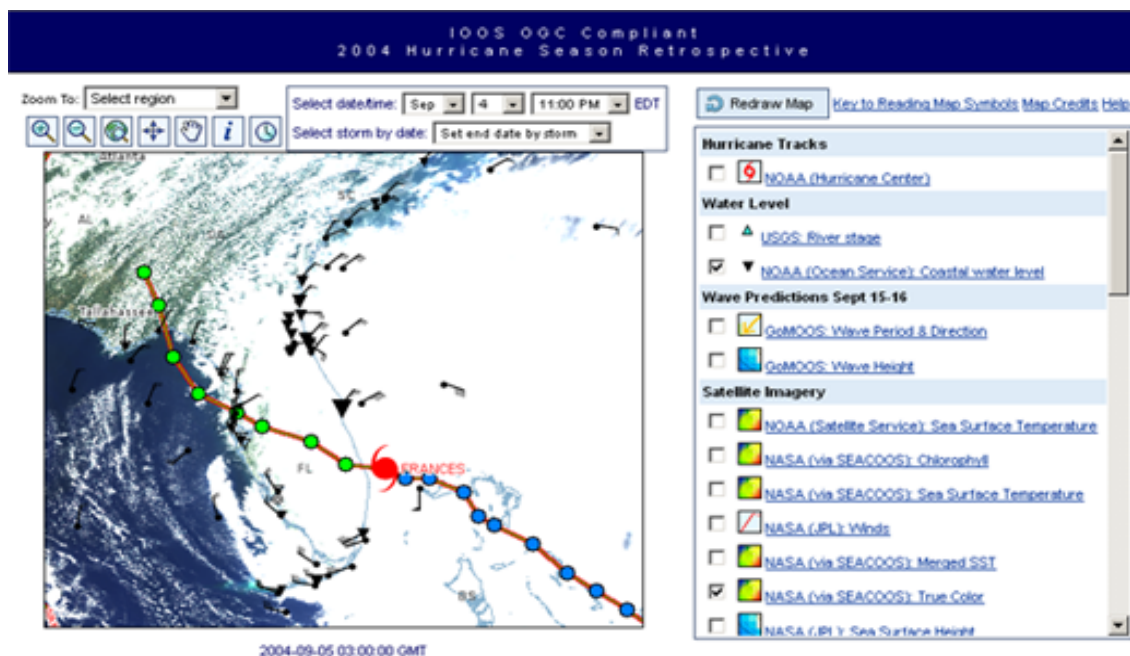 IOOS OGC Compliant
2004 Hurricane Season Retrospective
Zoom To: Select region
Select date/time: Sep 4 11:00 PM EDT
Select storm by date: Set end date by storm
Redraw Map Key to Reading Map Symbols Map Credits Help
Atlanta
SC
AL
GA
Tallahassee
FL
FRANCES
BS
2004-09-05 03:00:00 GMT
Hurricane Tracks
NOAA (Hurricane Center)
Water Level
USGS: River stage
NOAA (Ocean Service): Coastal water level
Wave Predictions Sept 15-16
GoMOOS: Wave Period & Direction
GoMOOS: Wave Height
Satellite Imagery
NOAA (Satellite Service): Sea Surface Temperature
NASA (via SEACOOS): Chlorophyll
NASA (via SEACOOS): Sea Surface Temperature
NASA (JPL): Winds
NASA (via SEACOOS): Merged SST
NASA (via SEACOOS): True Color
NASA (JPL): Sea Surface Height